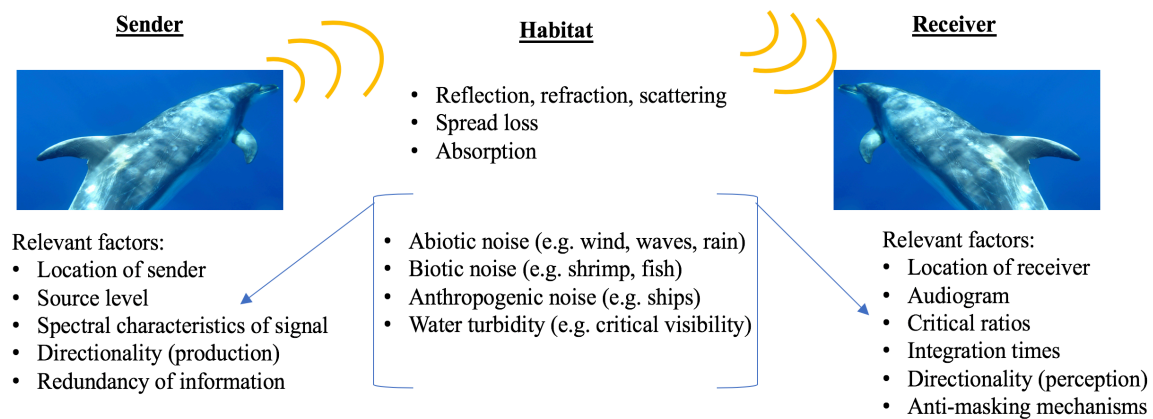 Sender
Habitat
Receiver
• Reflection, refraction, scattering
• Spread loss
• Absorption
Relevant factors:
• Location of sender
• Source level
• Spectral characteristics of signal
• Directionality (production)
• Redundancy of information
• Abiotic noise (e.g. wind, waves, rain)
• Biotic noise (e.g. shrimp, fish)
• Anthropogenic noise (e.g. ships)
• Water turbidity (e.g. critical visibility)
Relevant factors:
• Location of receiver
• Audiogram
• Critical ratios
• Integration times
• Directionality (perception)
• Anti-masking mechanisms